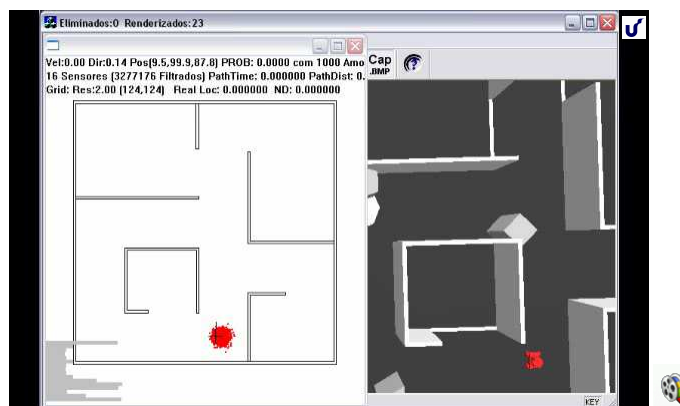 Eliminados:0 Renderizados:23
Vel:0.00 Dir:0.14 Pos(9.5,99.9,87.8) PROB: 0.0000 com 1000 Amo
16 Sensores (3277176 Filtrados) PathTime: 0.000000 PathDist: 0.
Grid: Res:2.00 (124,124) Real Loc: 0.000000 ND: 0.000000
Cap
.BMP
KEY